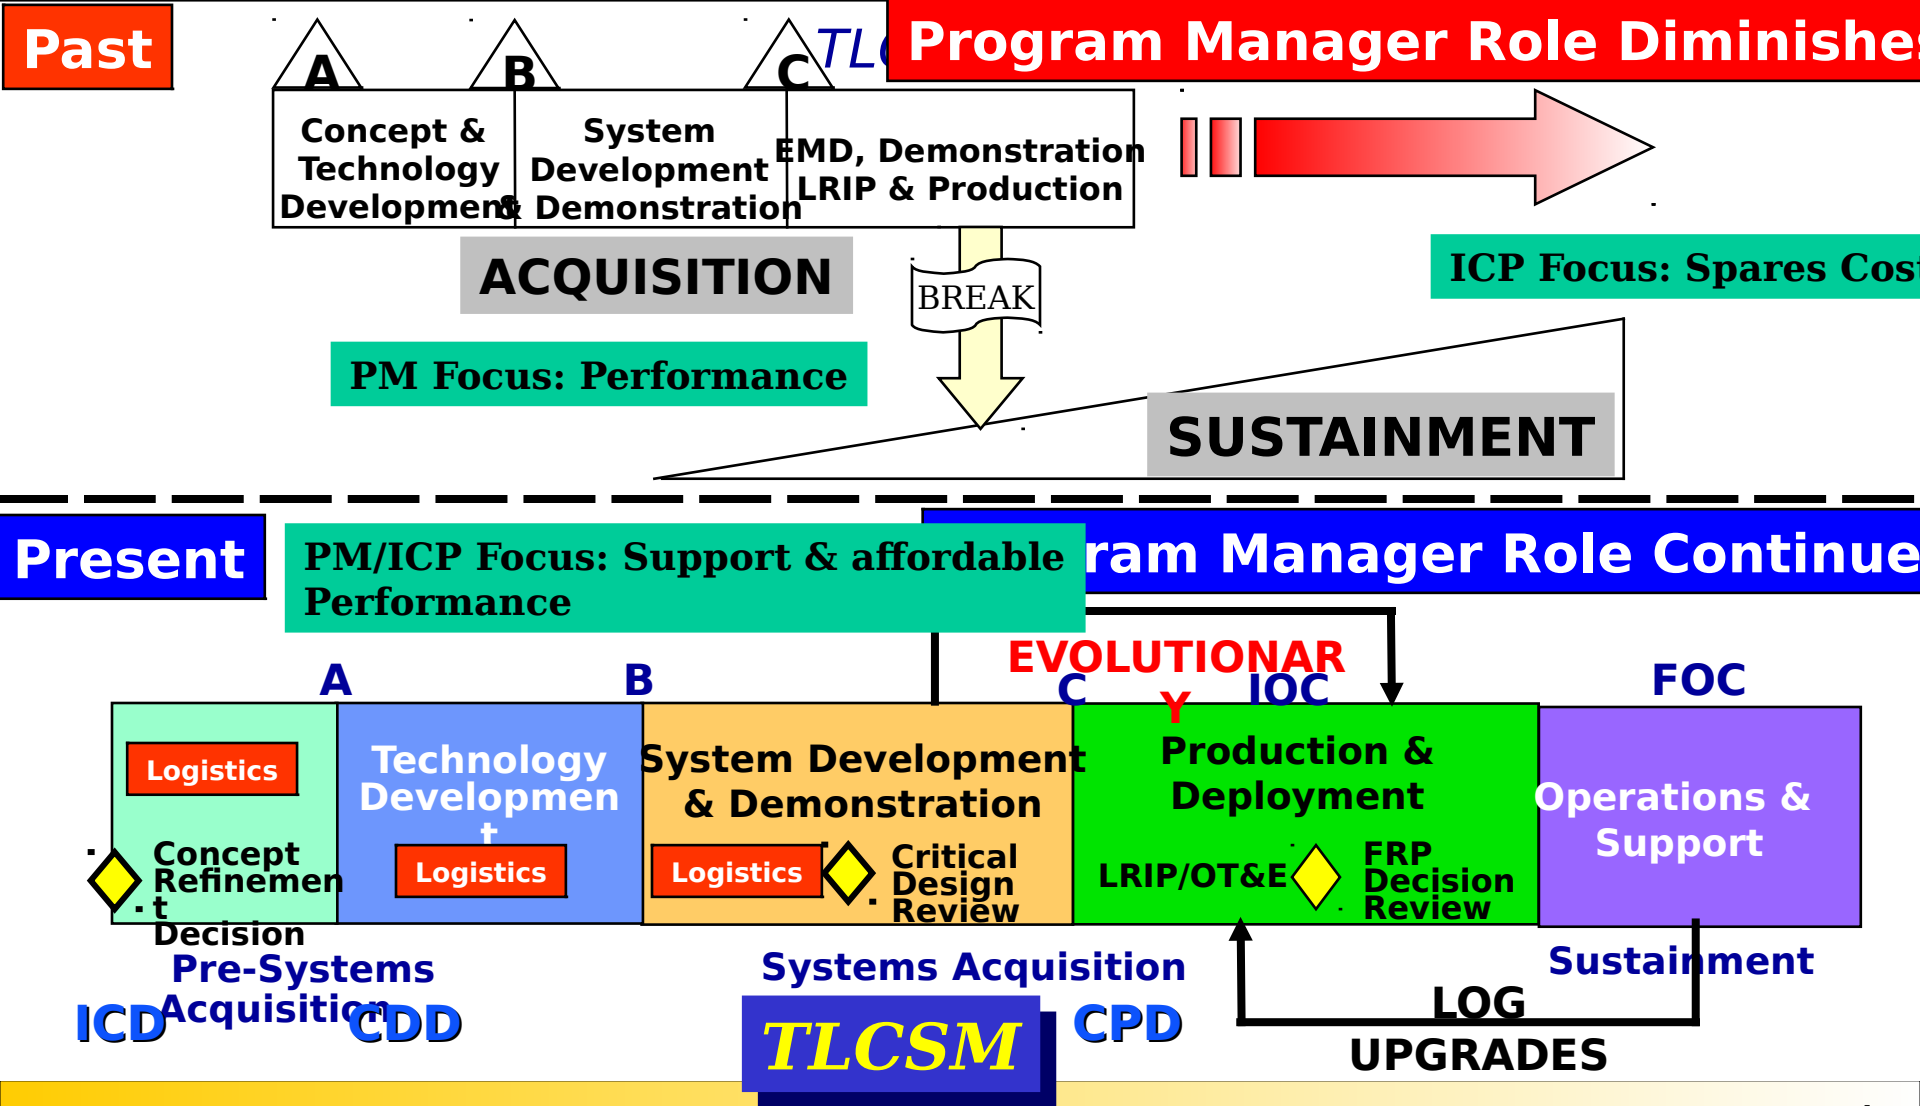 Past
A
B
C
TLC
Program Manager Role Diminishes
Concept &
Technology
Development
System
Development
& Demonstration
EMD, Demonstration
LRIP & Production
ACQUISITION
BREAK
ICP Focus: Spares Cost
PM Focus: Performance
SUSTAINMENT
Present
PM/ICP Focus: Support & affordable
Performance
ram Manager Role Continue
EVOLUTIONAR
Y
A
B
C
IOC
FOC
Logistics
Concept
Refinemen
t
Decision
Technology
Developmen
t
Logistics
System Development
& Demonstration
Logistics
Critical
Design
Review
Production &
Deployment
LRIP/OT&E
FRP
Decision
Review
Operations &
Support
Pre-Systems
Acquisition
Systems Acquisition
Sustainment
ICD
CDD
TLCSM
CPD
LOG
UPGRADES